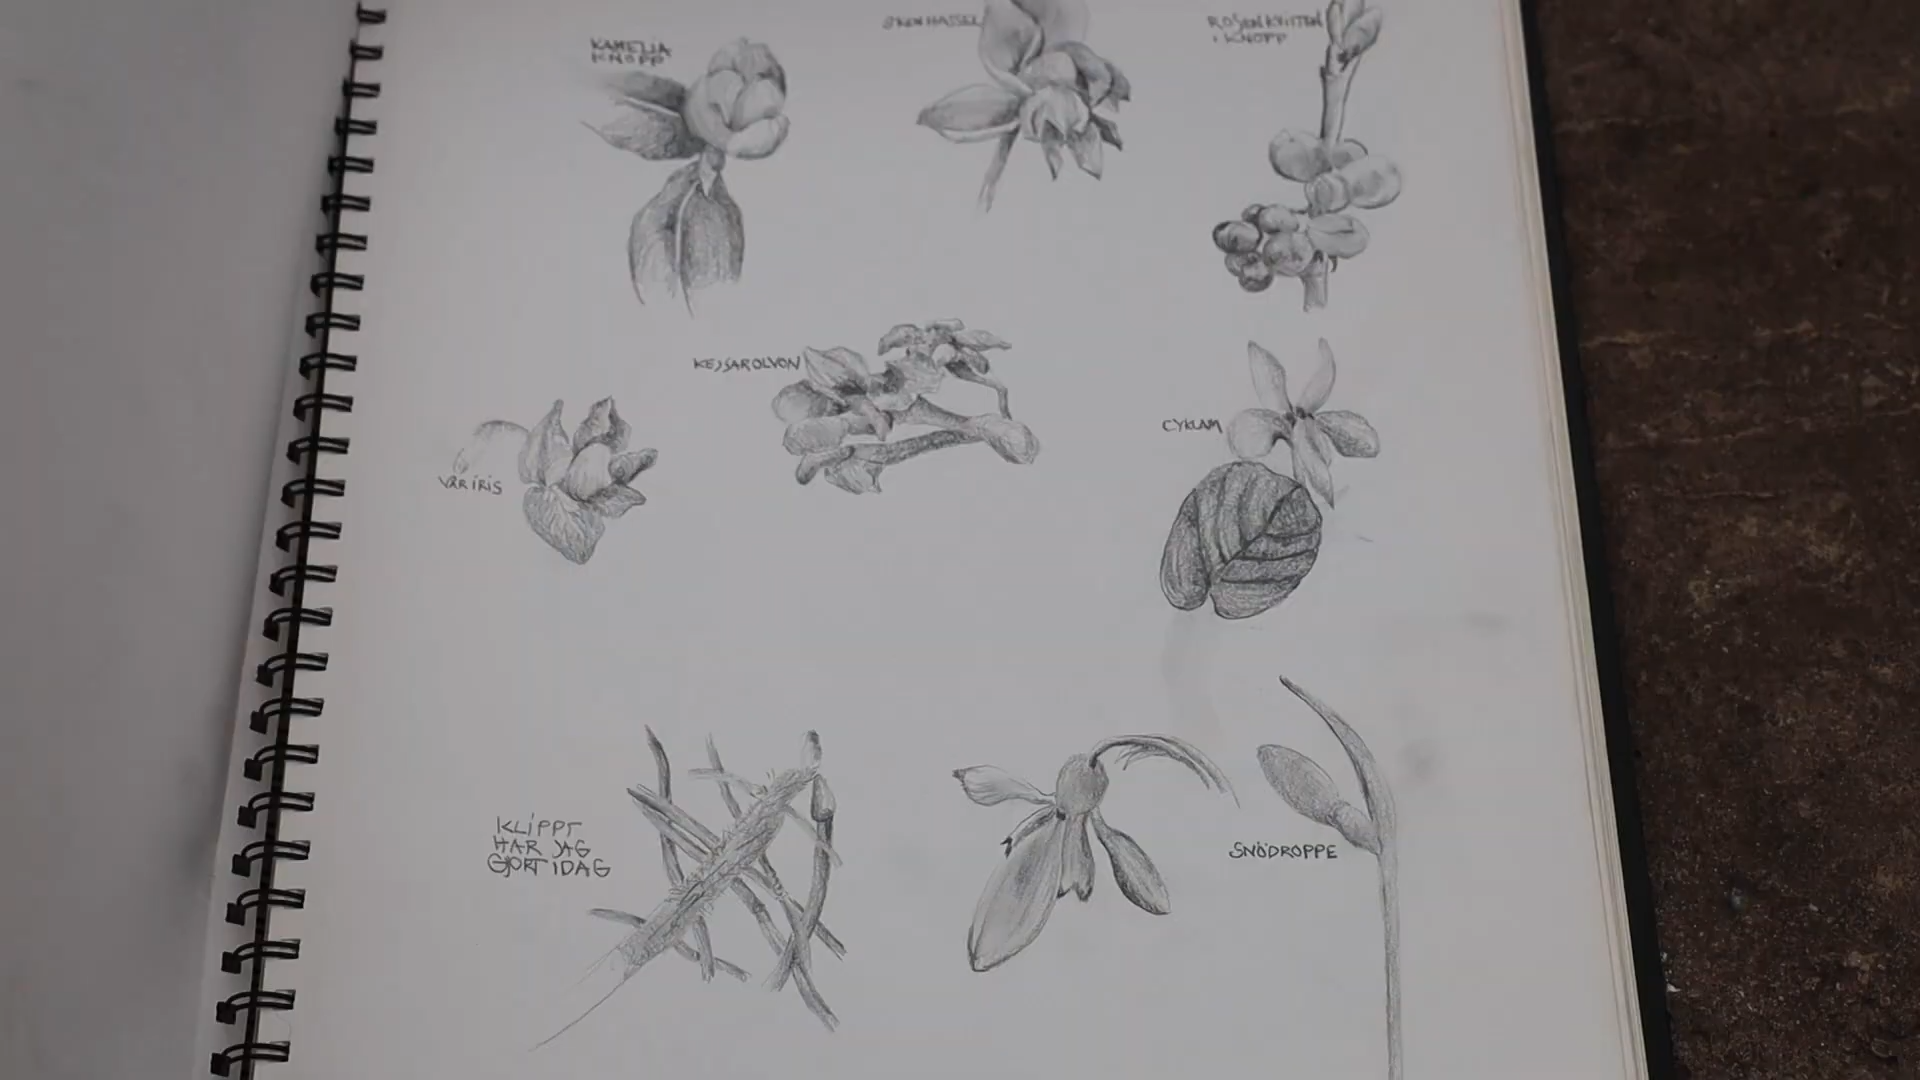 KAMELIA
KNOPP
ROSENKVITTEN
I KNOPP
KEJSAROLVON
CYKLAM
VÅRIRIS
KLIPPT
HAR JAG
GJORT IDAG
SNÖDROPPE